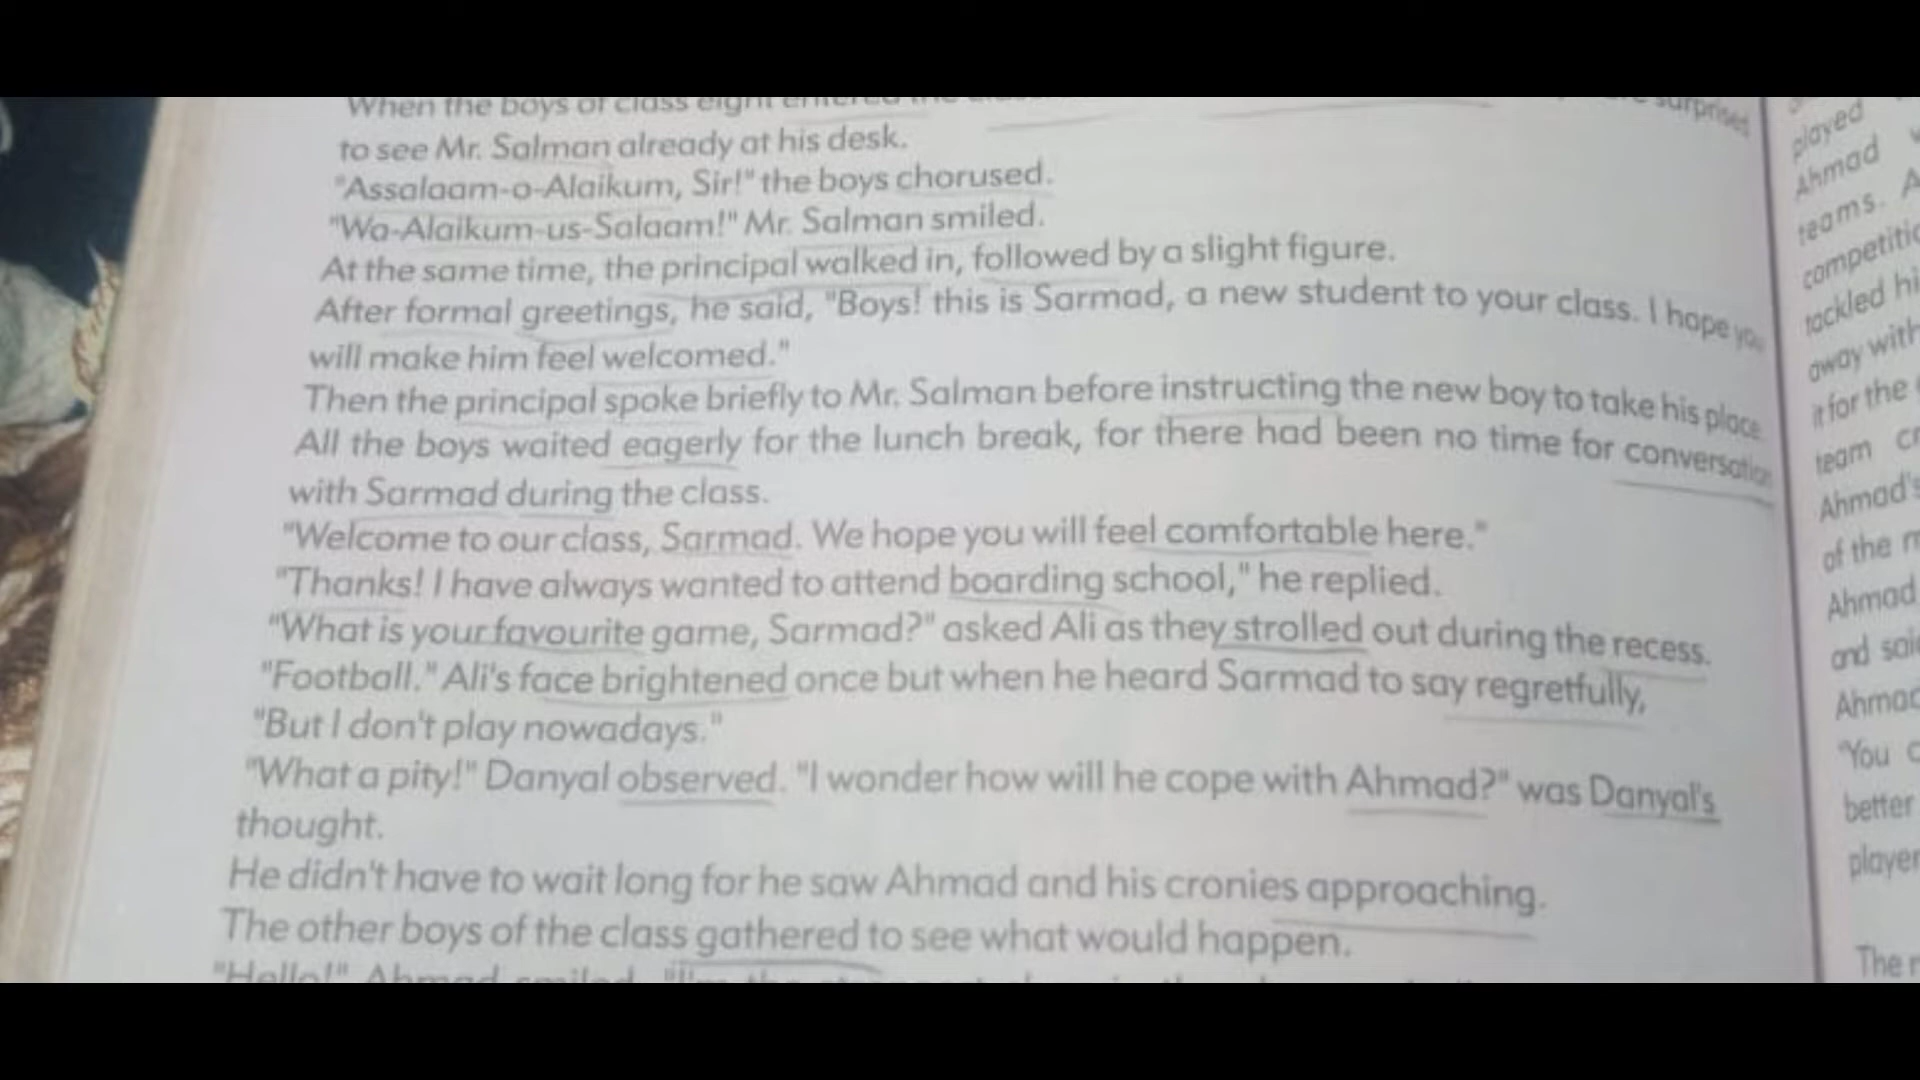 When the boys of class eight entered the surprised
to see Mr. Salman already at his desk.
"Assalaam-o-Alaikum, Sir!" the boys chorused.
"Wa-Alaikum-us-Salaam!" Mr. Salman smiled.
At the same time, the principal walked in, followed by a slight figure.
After formal greetings, he said, "Boys! this is Sarmad, a new student to your class. I hope you
will make him feel welcomed."
Then the principal spoke briefly to Mr. Salman before instructing the new boy to take his place.
All the boys waited eagerly for the lunch break, for there had been no time for conversation
with Sarmad during the class.
"Welcome to our class, Sarmad. We hope you will feel comfortable here."
"Thanks! I have always wanted to attend boarding school," he replied.
"What is your favourite game, Sarmad?" asked Ali as they strolled out during the recess.
"Football." Ali's face brightened once but when he heard Sarmad to say regretfully,
"But I don't play nowadays."
"What a pity!" Danyal observed. "I wonder how will he cope with Ahmad?" was Danyal's
thought.
He didn't have to wait long for he saw Ahmad and his cronies approaching.
The other boys of the class gathered to see what would happen.
"Hello!" Ahmad smiled.
played
Ahmad
teams. A
tackled hi
away with
it for the
team
Ahmad's
of the
Ahmad
and sai
"You
better
player
The